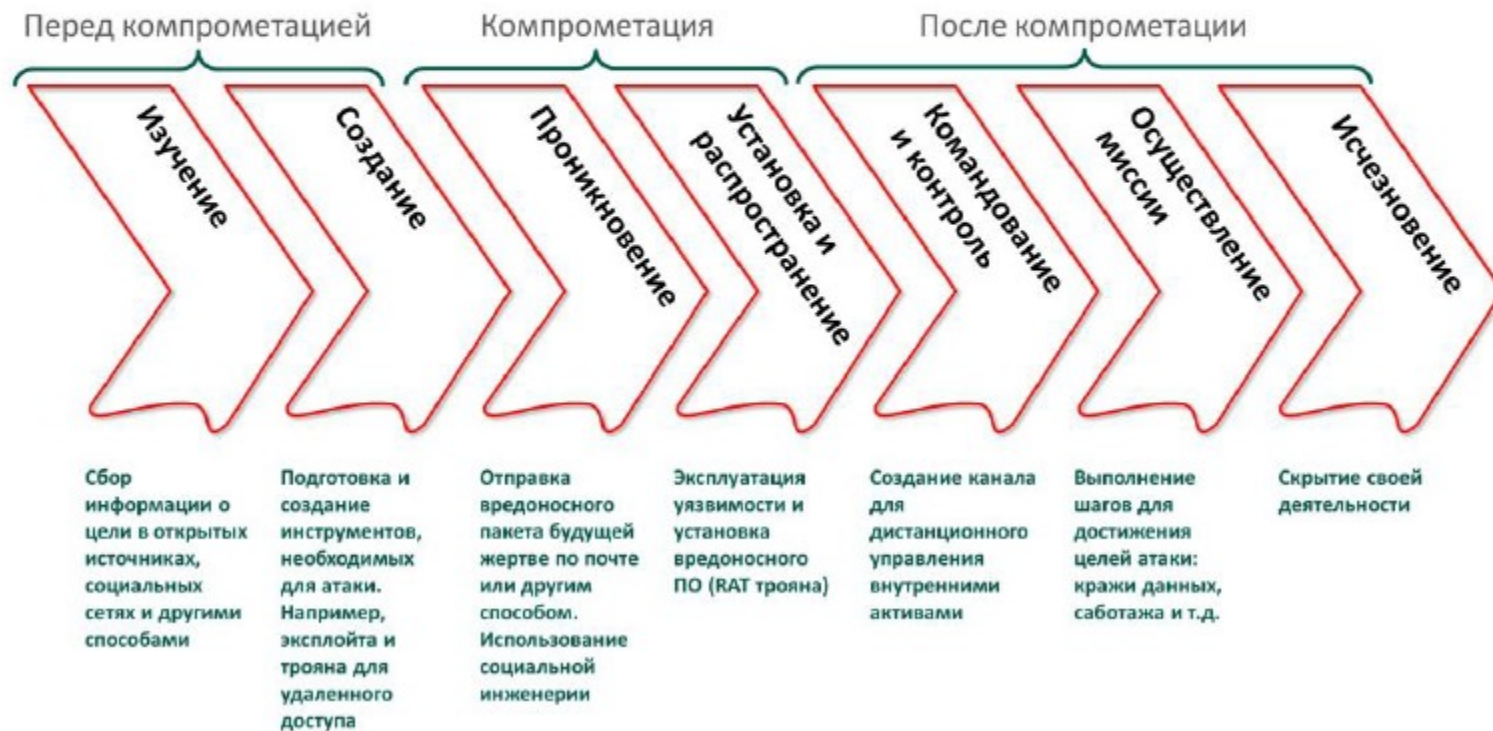 Перед компрометацией
Компрометация
После компрометации
Изучение
Создание
Проникновение
Установка и
распространение
Командование
и контроль
Осуществление
миссии
Исчезновение
Сбор
информации о
цели в открытых
источниках,
социальных
сетях и другими
способами
Подготовка и
создание
инструментов,
необходимых
для атаки.
Например,
эксплойта и
трояна для
удаленного
доступа
Отправка
вредоносного
пакета будущей
жертве по почте
или другим
способом.
Использование
социальной
инженерии
Эксплуатация
уязвимости и
установка
вредоносного
ПО (RAT трояна)
Создание канала
для
дистанционного
управления
внутренними
активами
Выполнение
шагов для
достижения
целей атаки:
кражи данных,
саботажа и т.д.
Скрытие своей
деятельности